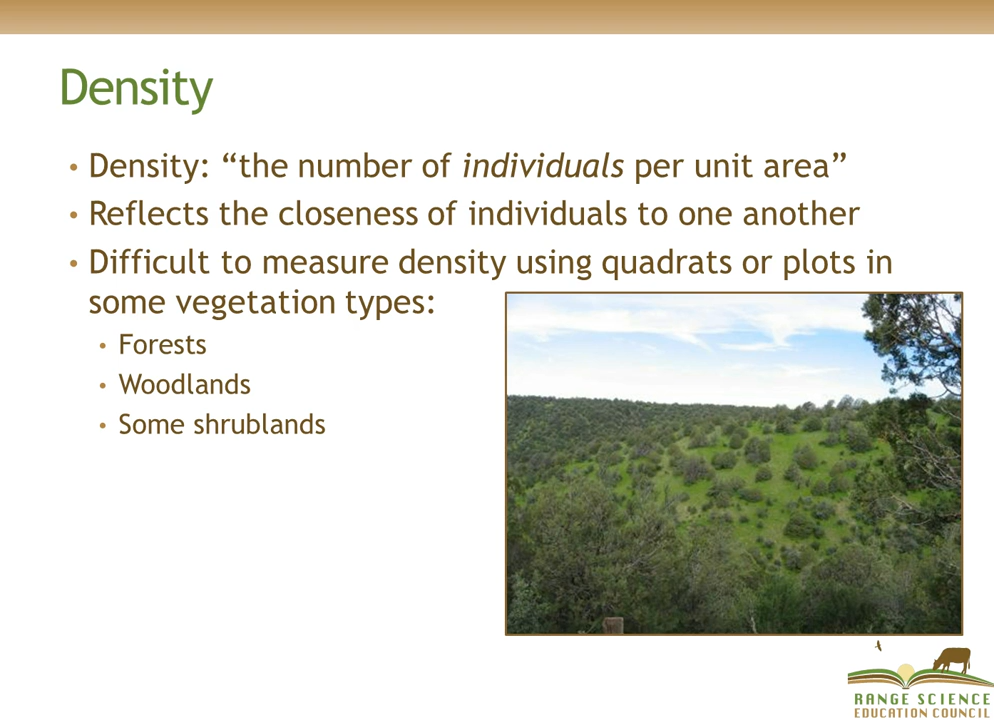 Density
• Density: “the number of individuals per unit area”
• Reflects the closeness of individuals to one another
• Difficult to measure density using quadrats or plots in
some vegetation types:
• Forests
• Woodlands
• Some shrublands
RANGE SCIENCE
EDUCATION COUNCIL